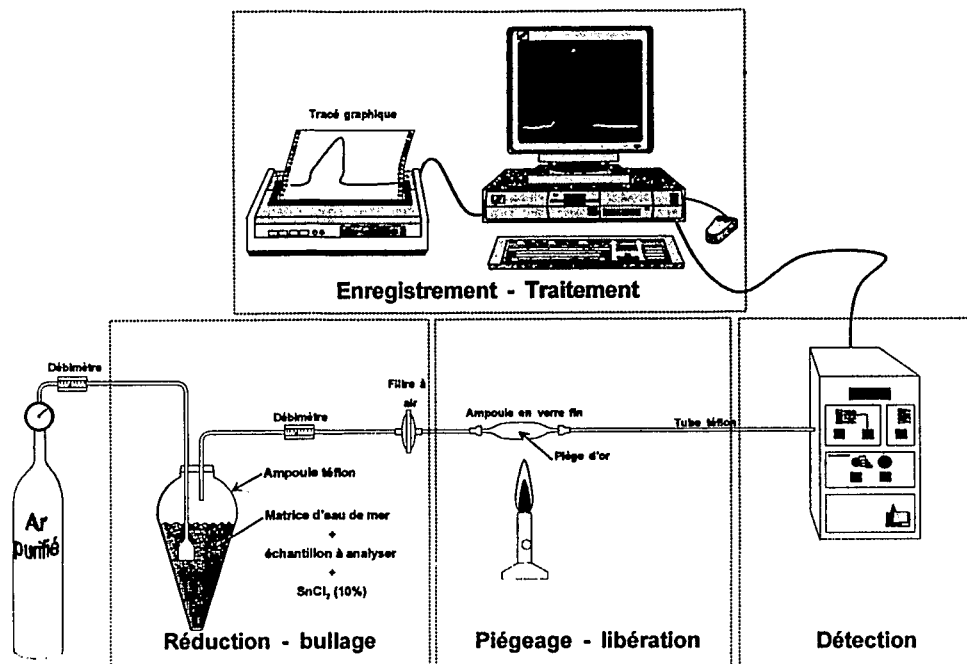 Tracé graphique
Enregistrement - Traitement
Débimètre
Débimètre
Filtre à
air
Ampoule en verre fin
Tube téflon
Piège d'or
Ampoule téflon
Matrice d'eau de mer
+
échantillon à analyser
+
SnCl₂ (10%)
Ar
purifié
Réduction - bullage
Piégeage - libération
Détection